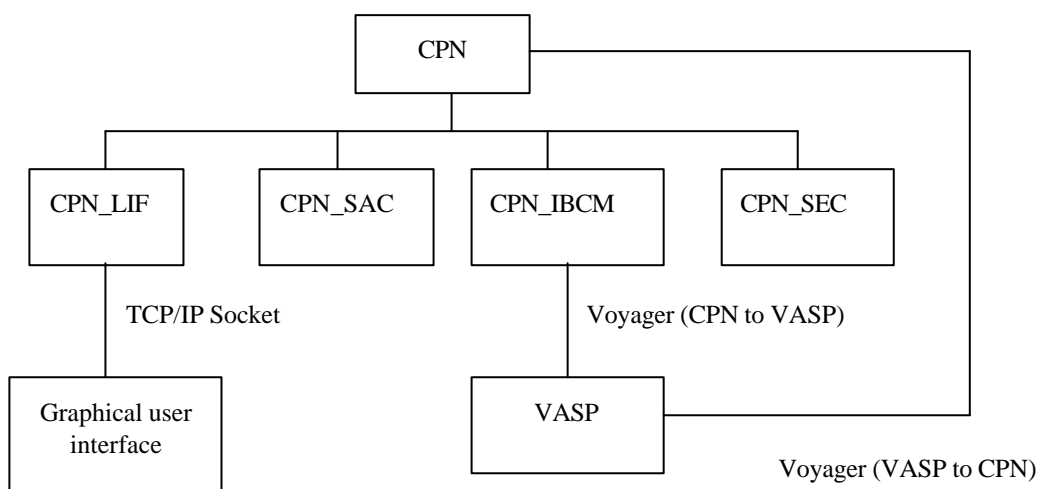 CPN
CPN_LIF
CPN_SAC
CPN_IBCM
CPN_SEC
TCP/IP Socket
Voyager (CPN to VASP)
Graphical user
interface
VASP
Voyager (VASP to CPN)